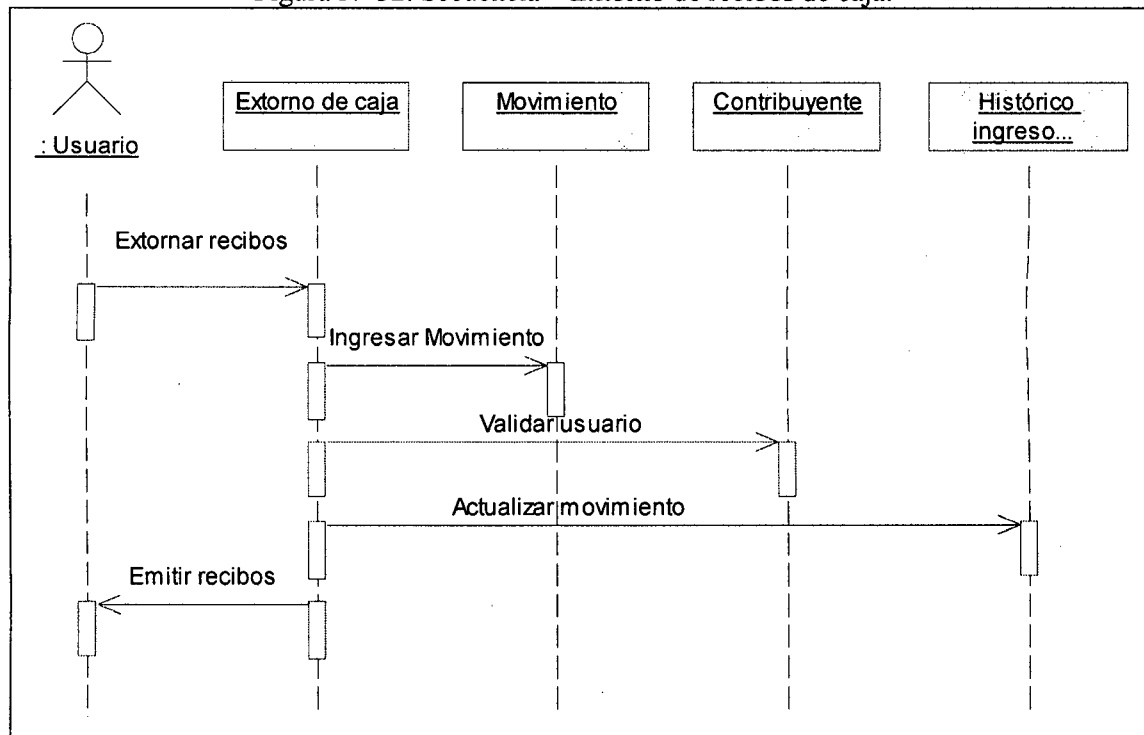 : Usuario
Extorno de caja
Movimiento
Contribuyente
Histórico
ingreso...
Extornar recibos
Ingresar Movimiento
Validar usuario
Actualizar movimiento
Emitir recibos